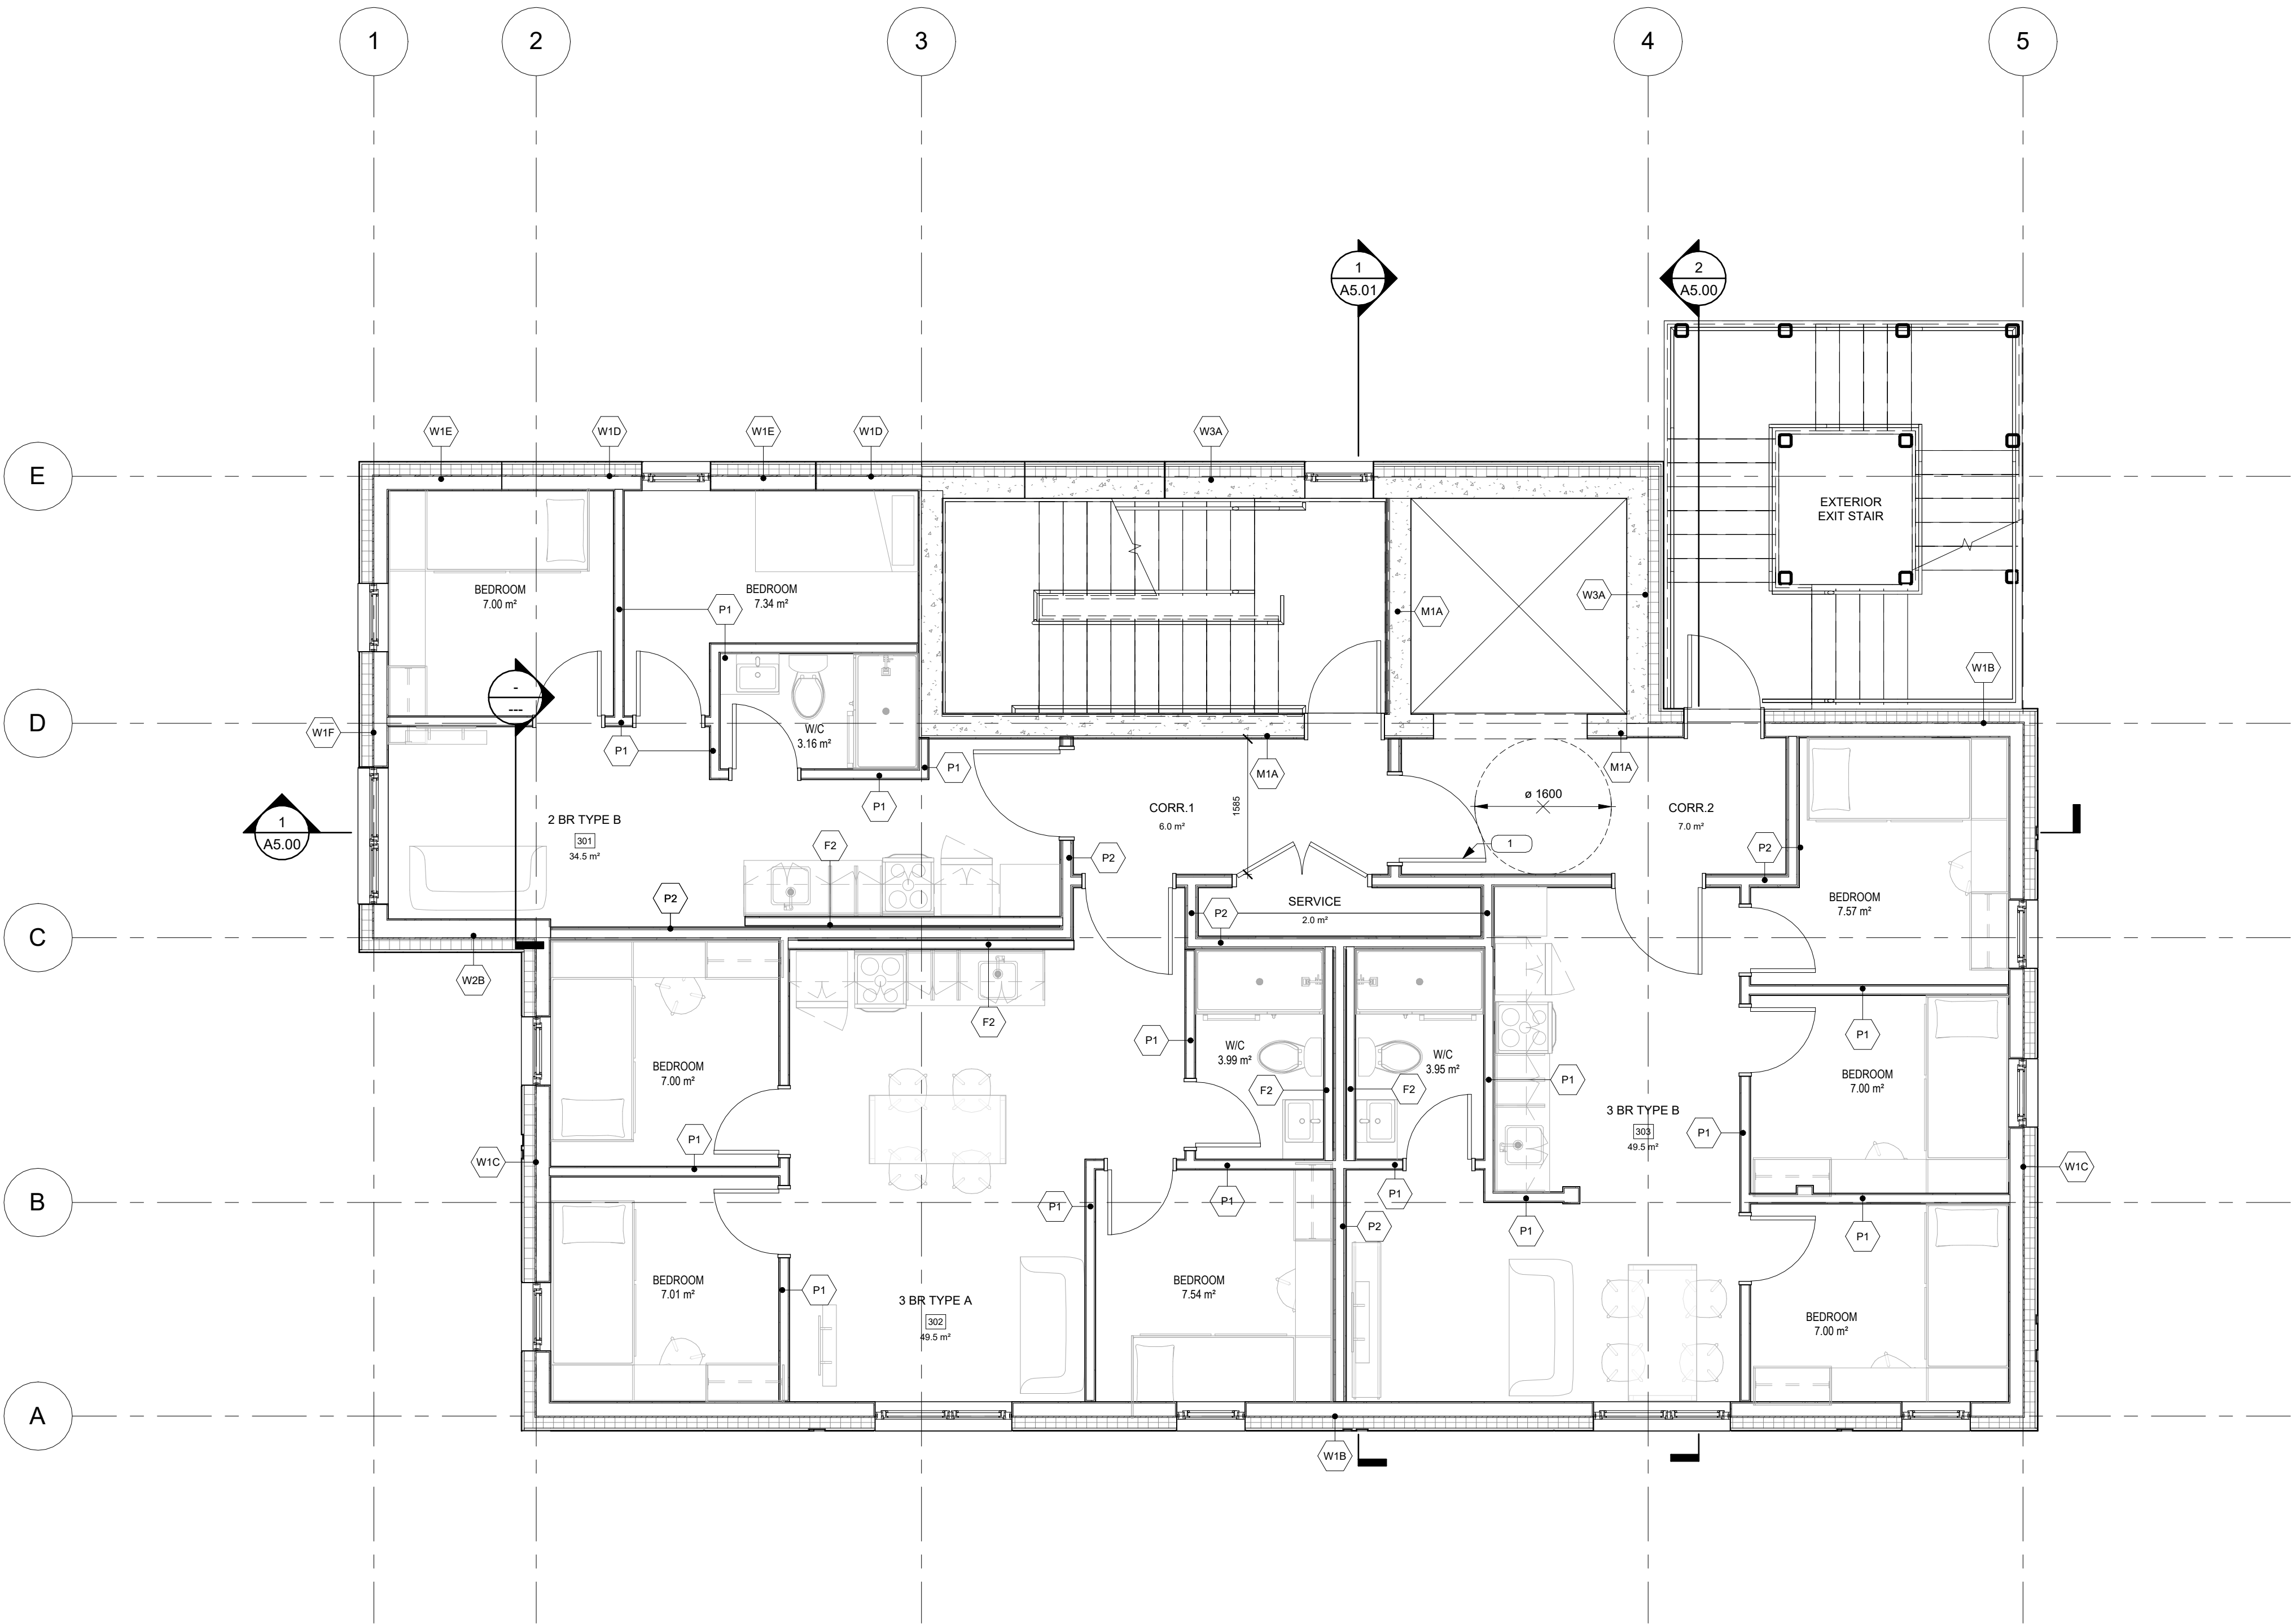 1
2
3
4
5
1
A5.01
2
A5.00
E
W1E
W1D
W1E
W1D
W3A
EXTERIOR
EXIT STAIR
BEDROOM
7.00 m²
BEDROOM
7.34 m²
P1
M1A
W3A
W1B
-
---
D
W1F
P1
W/C
3.16 m²
P1
M1A
M1A
P1
1
A5.00
2 BR TYPE B
301
34.5 m²
F2
P2
CORR.1
6.0 m²
1585
ø 1600
1
CORR.2
7.0 m²
P2
P2
SERVICE
2.0 m²
P2
BEDROOM
7.57 m²
C
W2B
F2
P1
W/C
3.99 m²
W/C
3.95 m²
P1
BEDROOM
7.00 m²
F2
F2
P1
BEDROOM
7.00 m²
P1
3 BR TYPE B
303
49.5 m²
P1
W1C
W1C
B
P1
P1
P1
P2
P1
P1
BEDROOM
7.01 m²
P1
3 BR TYPE A
302
49.5 m²
BEDROOM
7.54 m²
BEDROOM
7.00 m²
A
W1B